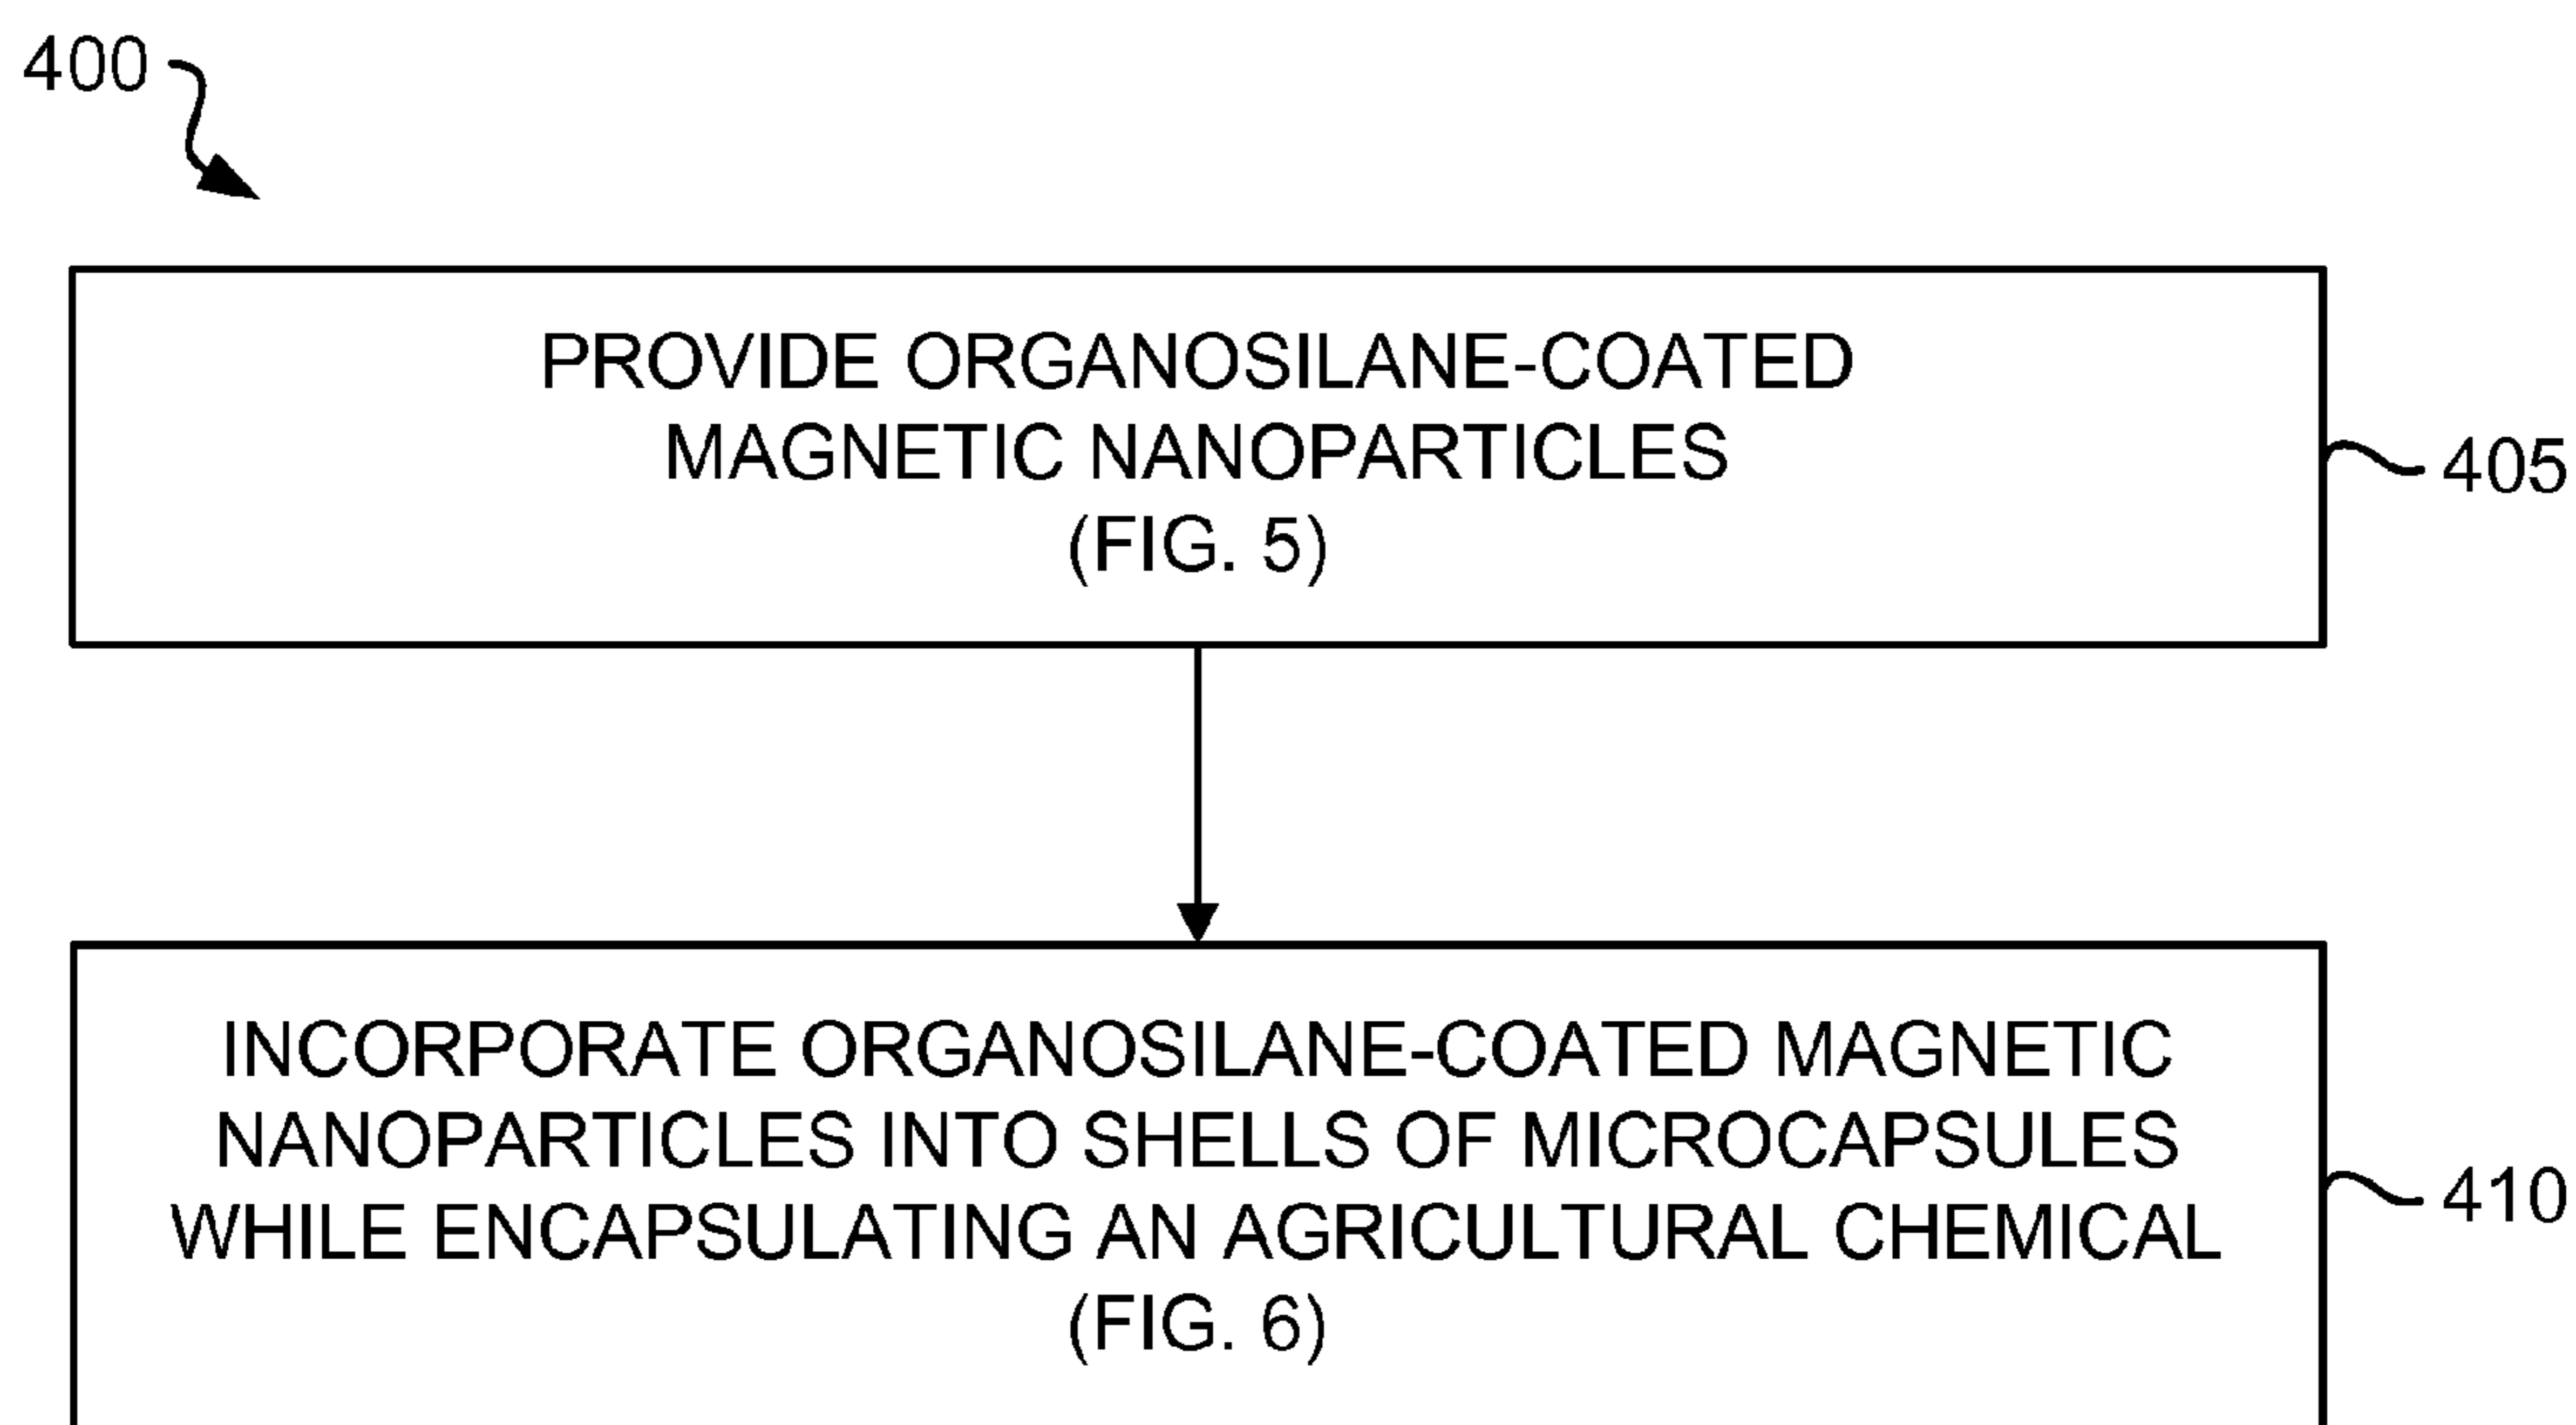 400
PROVIDE ORGANOSILANE-COATED
MAGNETIC NANOPARTICLES
(FIG. 5)
405
INCORPORATE ORGANOSILANE-COATED MAGNETIC
NANOPARTICLES INTO SHELLS OF MICROCAPSULES
WHILE ENCAPSULATING AN AGRICULTURAL CHEMICAL
(FIG. 6)
410